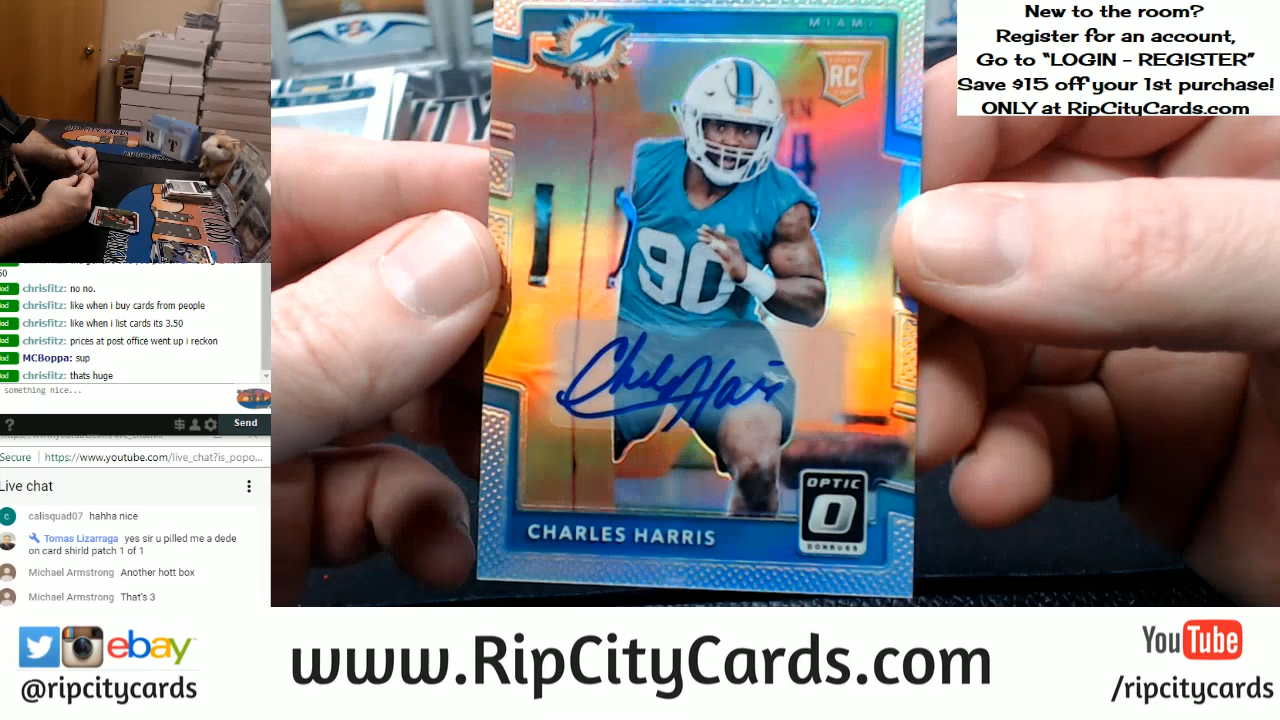 New to the room?
Register for an account,
Go to “LOGIN - REGISTER”
Save $15 off your 1st purchase!
ONLY at RipCityCards.com
MIAMI
RC
90
Charles Harris
OPTIC
O
DONRUSS
CHARLES HARRIS
R
T
50
chrisfitz: no no.
chrisfitz: like when i buy cards from people
chrisfitz: like when i list cards its 3.50
chrisfitz: prices at post office went up i reckon
MCBoppa: sup
chrisfitz: thats huge
something nice...
? $ Send
Secure | https://www.youtube.com/live_chat?is_popo...
Live chat
c calisquad07 hahha nice
Tomas Lizarraga yes sir u pilled me a dede
on card shirld patch 1 of 1
Michael Armstrong Another hott box
Michael Armstrong That's 3
ebay
@ripcitycards
www.RipCityCards.com
YouTube
/ripcitycards